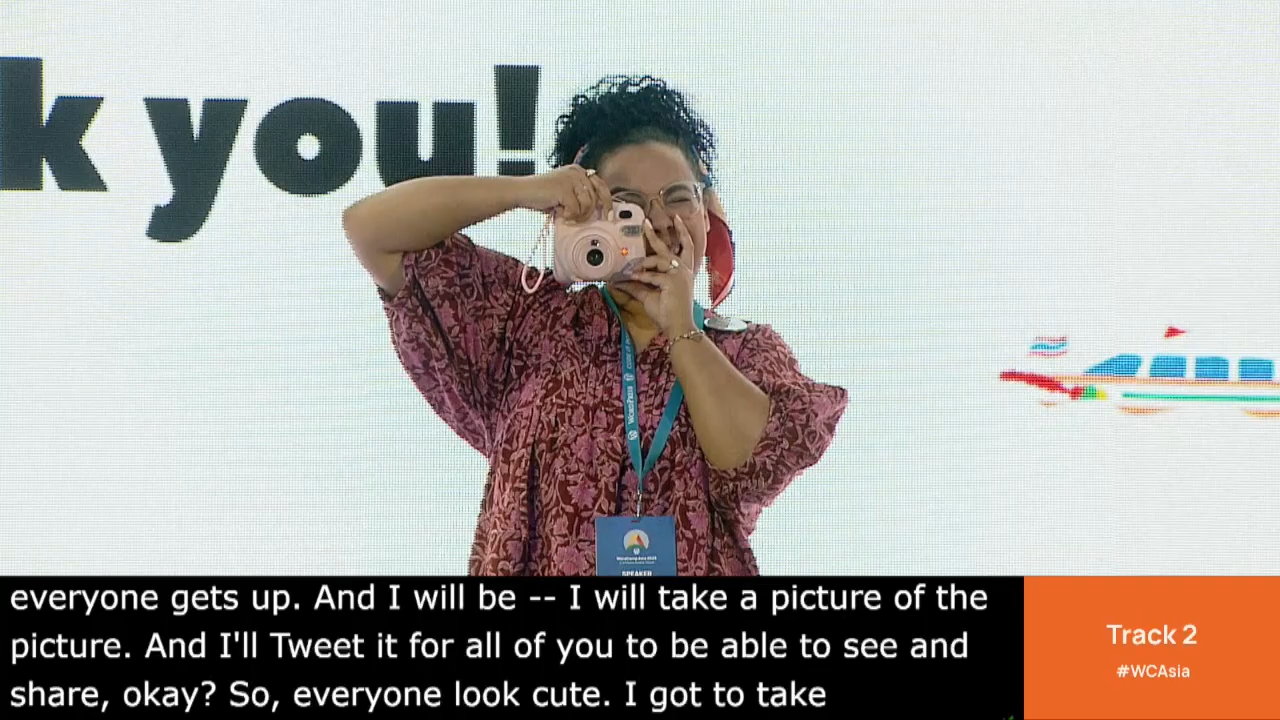 k you!
WordPress
SPEAKER
everyone gets up. And I will be -- I will take a picture of the
picture. And I'll Tweet it for all of you to be able to see and
share, okay? So, everyone look cute. I got to take
Track 2
#WCAsia